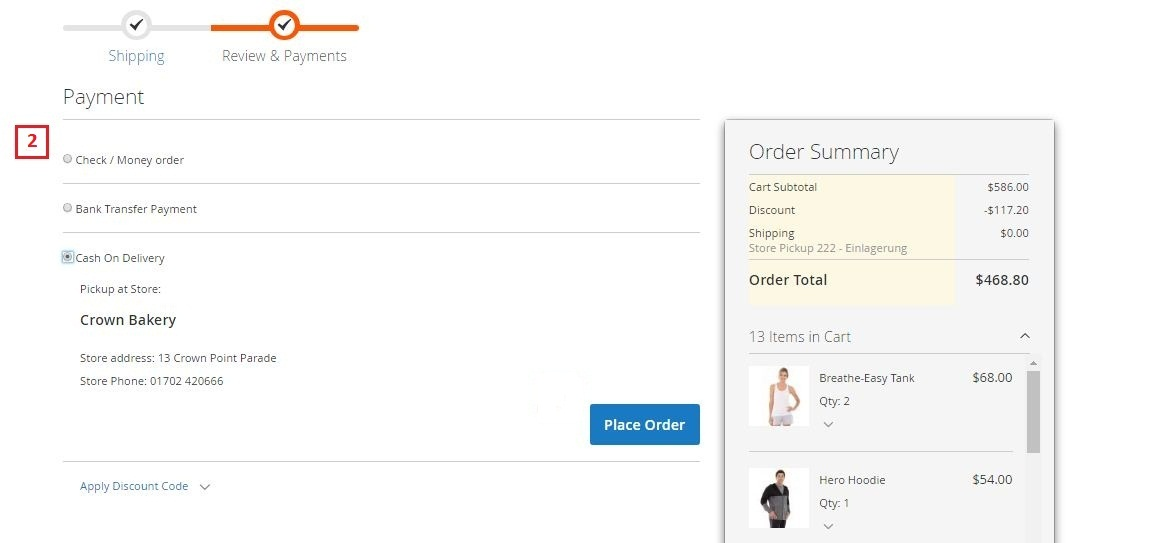 Shipping
Review & Payments
Payment
2
Check / Money order
Bank Transfer Payment
Cash On Delivery
Pickup at Store:
Crown Bakery
Store address: 13 Crown Point Parade
Store Phone: 01702 420666
Place Order
Apply Discount Code
Order Summary
Cart Subtotal $586.00
Discount -$117.20
Shipping $0.00
Store Pickup 222 - Einlagerung
Order Total $468.80
13 Items in Cart
Breathe-Easy Tank $68.00
Qty: 2
Hero Hoodie $54.00
Qty: 1